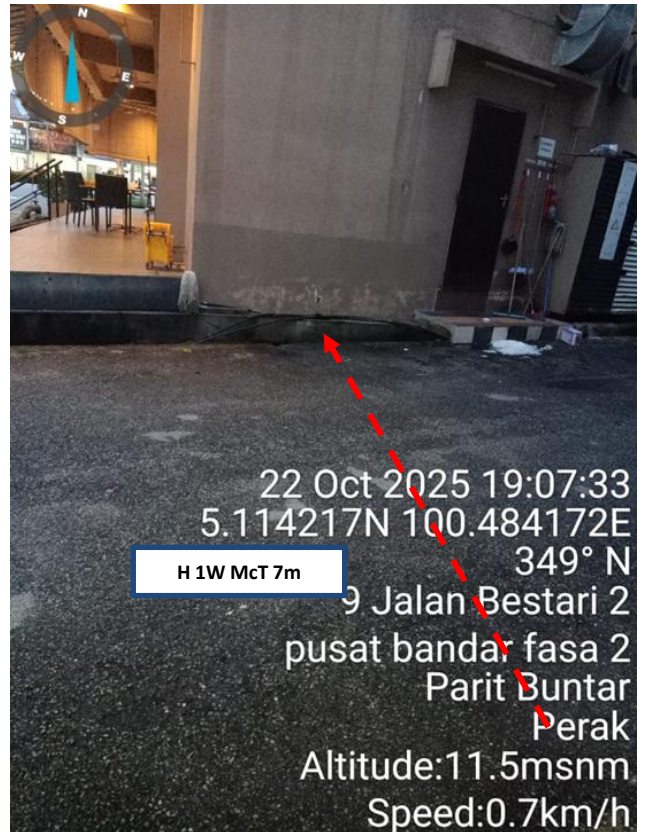 N
W
E
S
22 Oct 2025 19:07:33
5.114217N 100.484172E
349° N
H 1W McT 7m
9 Jalan Bestari 2
pusat bandar fasa 2
Parit Buntar
Perak
Altitude:11.5msnm
Speed:0.7km/h